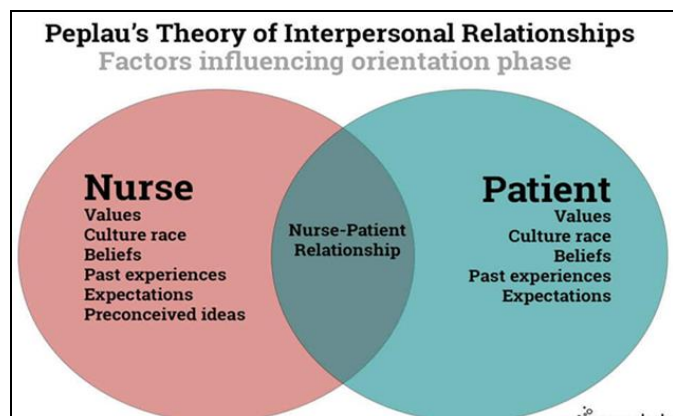 Peplau's Theory of Interpersonal Relationships
Factors influencing orientation phase
Nurse
Values
Culture race
Beliefs
Past experiences
Expectations
Preconceived ideas
Nurse-Patient
Relationship
Patient
Values
Culture race
Beliefs
Past experiences
Expectations